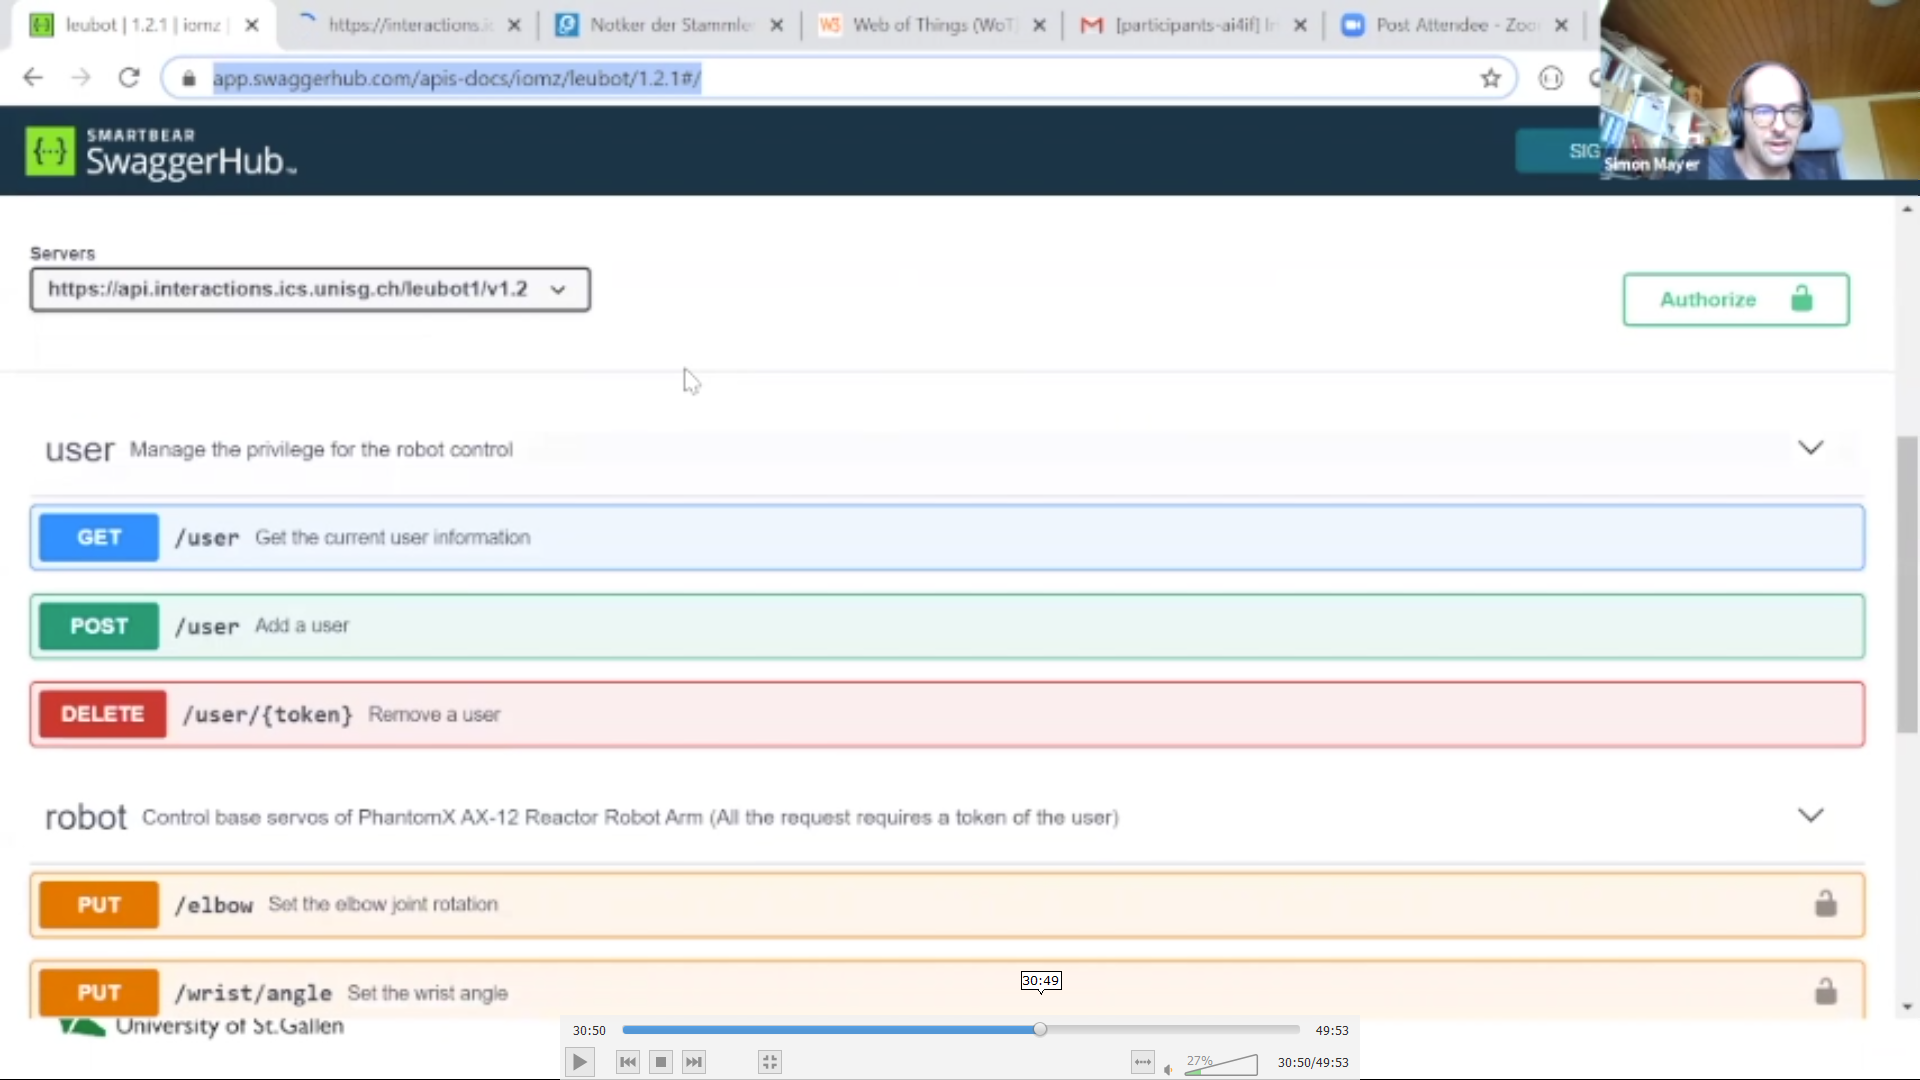 leubot | 1.2.1 | iomz |
https://interactions.ic
Notker der Stammle
Web of Things (WoT
[participants-ai4if] In
Post Attendee - Zoo
app.swaggerhub.com/apis-docs/iomz/leubot/1.2.1#/
SMARTBEAR
SwaggerHub
SIG
Simon Mayer
Servers
https://api.interactions.ics.unisg.ch/leubot1/v1.2
Authorize
user Manage the privilege for the robot control
GET /user Get the current user information
POST /user Add a user
DELETE /user/{token} Remove a user
robot Control base servos of PhantomX AX-12 Reactor Robot Arm (All the request requires a token of the user)
PUT /elbow Set the elbow joint rotation
PUT /wrist/angle Set the wrist angle
30:49
University of St.Gallen
30:50
49:53
27%
30:50/49:53